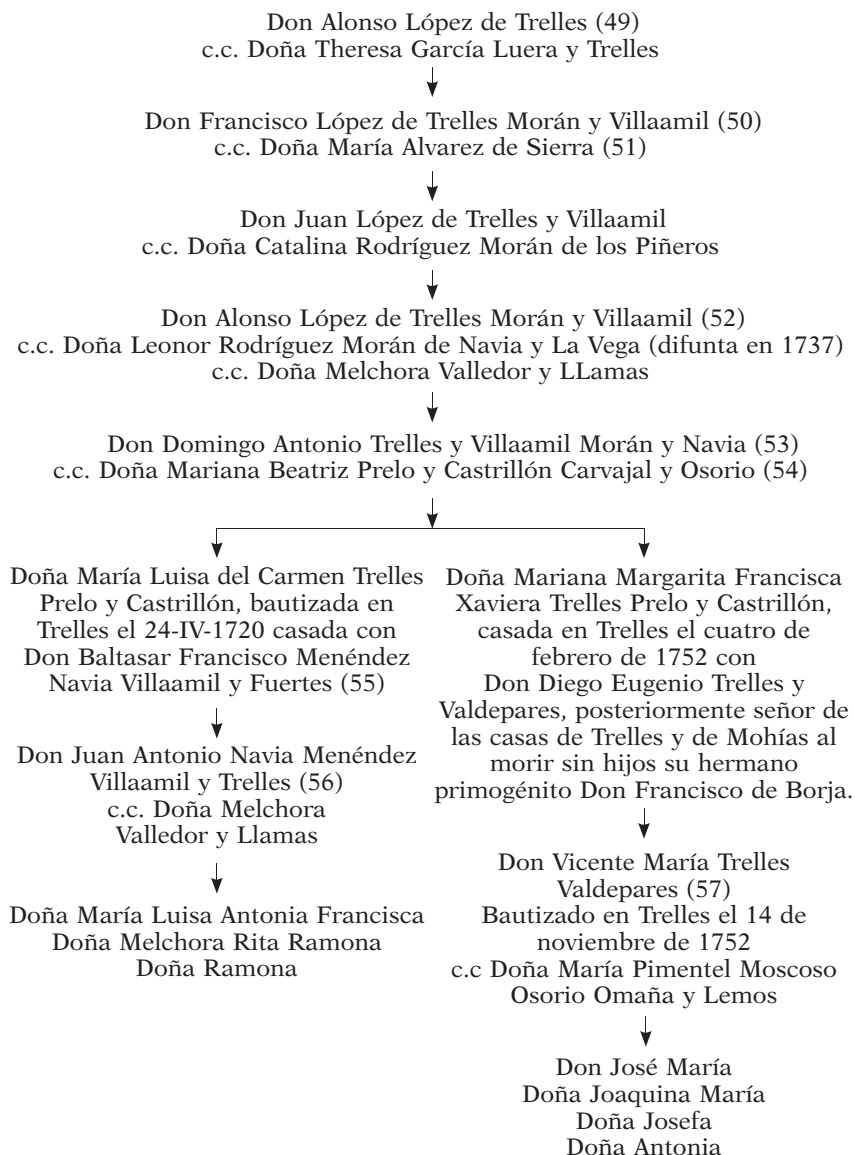 Don Alonso López de Trelles (49)
c.c. Doña Theresa García Luera y Trelles
Don Francisco López de Trelles Morán y Villaamil (50)
c.c. Doña María Alvarez de Sierra (51)
Don Juan López de Trelles y Villaamil
c.c. Doña Catalina Rodríguez Morán de los Piñeros
Don Alonso López de Trelles Morán y Villaamil (52)
c.c. Doña Leonor Rodríguez Morán de Navia y La Vega (difunta en 1737)
c.c. Doña Melchora Valledor y LLamas
Don Domingo Antonio Trelles y Villaamil Morán y Navia (53)
c.c. Doña Mariana Beatriz Prelo y Castrillón Carvajal y Osorio (54)
Doña María Luisa del Carmen Trelles
Prelo y Castrillón, bautizada en
Trelles el 24-IV-1720 casada con
Don Baltasar Francisco Menéndez
Navia Villaamil y Fuertes (55)
Don Juan Antonio Navia Menéndez
Villaamil y Trelles (56)
c.c. Doña Melchora
Valledor y Llamas
Doña María Luisa Antonia Francisca
Doña Melchora Rita Ramona
Doña Ramona
Doña Mariana Margarita Francisca
Xaviera Trelles Prelo y Castrillón,
casada en Trelles el cuatro de
febrero de 1752 con
Don Diego Eugenio Trelles y
Valdepares, posteriormente señor de
las casas de Trelles y de Mohías al
morir sin hijos su hermano
primogénito Don Francisco de Borja.
Don Vicente María Trelles
Valdepares (57)
Bautizado en Trelles el 14 de
noviembre de 1752
c.c Doña María Pimentel Moscoso
Osorio Omaña y Lemos
Don José María
Doña Joaquina María
Doña Josefa
Doña Antonia